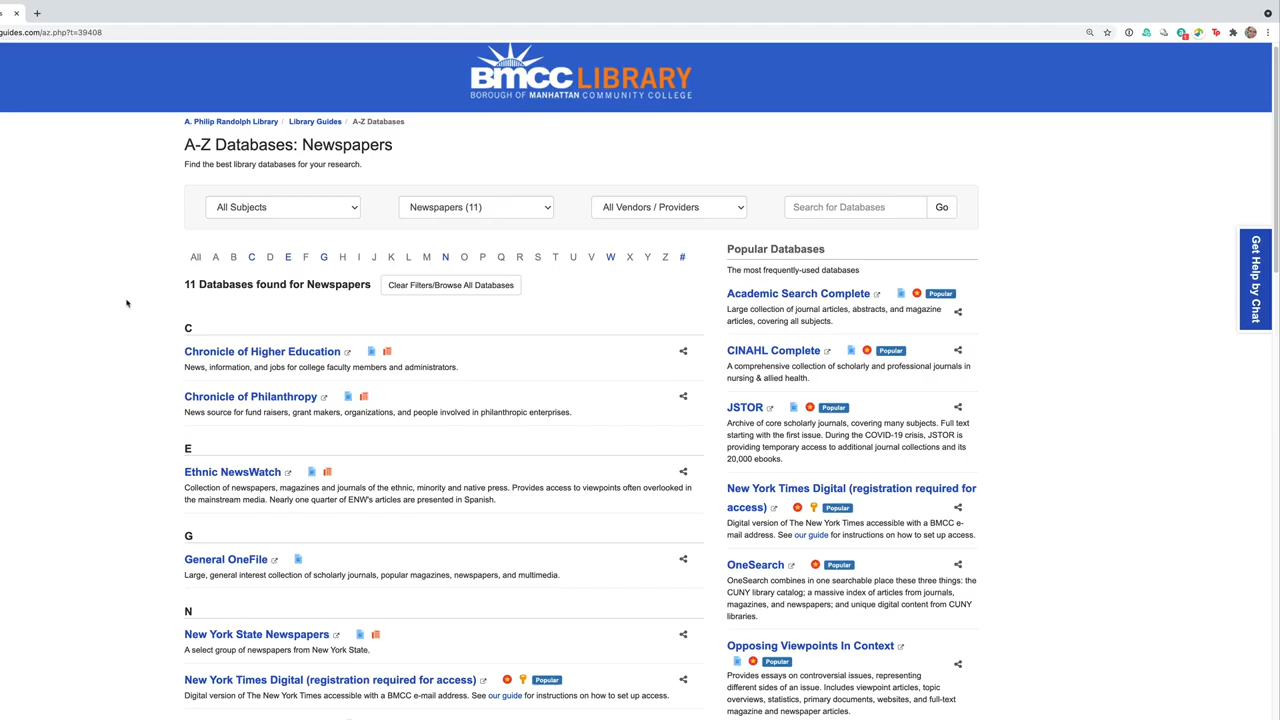 guides.com/az.php?t=39408
BMCC LIBRARY
BOROUGH OF MANHATTAN COMMUNITY COLLEGE
A. Philip Randolph Library / Library Guides / A-Z Databases
A-Z Databases: Newspapers
Find the best library databases for your research.
All Subjects
Newspapers (11)
All Vendors / Providers
Search for Databases
Go
All A B C D E F G H I J K L M N O P Q R S T U V W X Y Z #
11 Databases found for Newspapers
Clear Filters/Browse All Databases
C
Chronicle of Higher Education
News, information, and jobs for college faculty members and administrators.
Chronicle of Philanthropy
News source for fund raisers, grant makers, organizations, and people involved in philanthropic enterprises.
E
Ethnic NewsWatch
Collection of newspapers, magazines and journals of the ethnic, minority and native press. Provides access to viewpoints often overlooked in
the mainstream media. Nearly one quarter of ENW's articles are presented in Spanish.
G
General OneFile
Large, general interest collection of scholarly journals, popular magazines, newspapers, and multimedia.
N
New York State Newspapers
A select group of newspapers from New York State.
New York Times Digital (registration required for access)
Popular
Digital version of The New York Times accessible with a BMCC e-mail address. See our guide for instructions on how to set up access.
Popular Databases
The most frequently-used databases
Academic Search Complete
Popular
Large collection of journal articles, abstracts, and magazine
articles, covering all subjects.
CINAHL Complete
Popular
A comprehensive collection of scholarly and professional journals in
nursing & allied health.
JSTOR
Popular
Archive of core scholarly journals, covering many subjects. Full text
starting with the first issue. During the COVID-19 crisis, JSTOR is
providing temporary access to additional journal collections and its
20,000 ebooks.
New York Times Digital (registration required for
access)
Popular
Digital version of The New York Times accessible with a BMCC e-
mail address. See our guide for instructions on how to set up access.
OneSearch
Popular
OneSearch combines in one searchable place these three things: the
CUNY library catalog; a massive index of articles from journals,
magazines, and newspapers; and unique digital content from CUNY
libraries.
Opposing Viewpoints In Context
Popular
Provides essays on controversial issues, representing
different sides of an issue. Includes viewpoint articles, topic
overviews, statistics, primary documents, websites, and full-text
magazine and newspaper articles.
Get Help by Chat